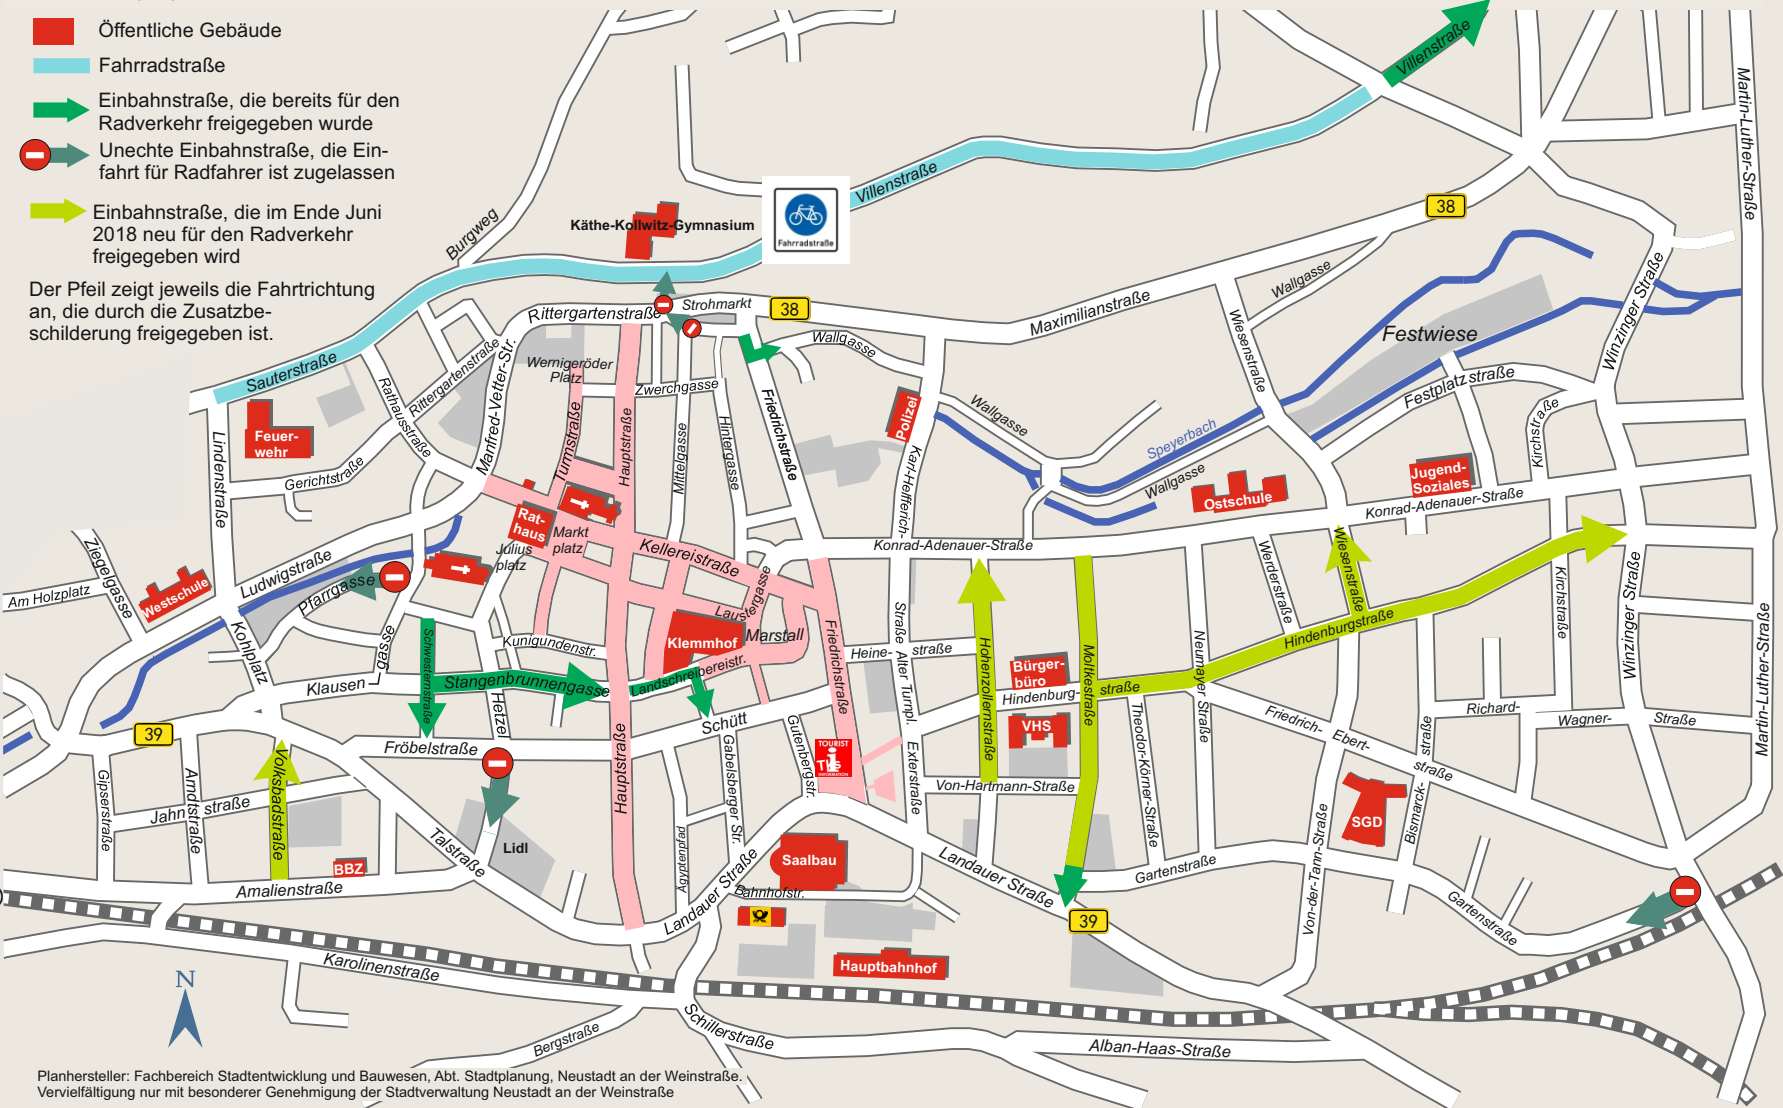 Öffentliche Gebäude
Fahrradstraße
Einbahnstraße, die bereits für den
Radverkehr freigegeben wurde
Unechte Einbahnstraße, die Ein-
fahrt für Radfahrer ist zugelassen
Einbahnstraße, die im Ende Juni
2018 neu für den Radverkehr
freigegeben wird
Der Pfeil zeigt jeweils die Fahrtrichtung
an, die durch die Zusatzbe-
schilderung freigegeben ist.
Villenstraße
Martin-Luther-Straße
Villenstraße
38
Burgweg
Käthe-Kollwitz-Gymnasium
Fahrradstraße
Wallgasse
Winzinger Straße
Strohmarkt
38
Rittergartenstraße
Maximilianstraße
Wiesenstraße
Festwiese
Wallgasse
Sauterstraße
Rittergartenstraße
Manfred-Vetter-Str.
Wernigeröder
Platz
Zwerchgasse
Rathausstraße
Festplatzstraße
Friedrichstraße
Polizei
Wallgasse
Kirchstraße
Feuer-
wehr
Lindenstraße
Turmstraße
Hauptstraße
Mittelgasse
Hintergasse
Karl-Helfferich-
Straße
Speyerbach
Wallgasse
Ostschule
Jugend-
Soziales
Gerichtstraße
Konrad-Adenauer-Straße
Rat-
haus
Markt
platz
Julius
platz
Kellereistraße
Konrad-Adenauer-Straße
Ziegelgasse
Ludwigstraße
Am Holzplatz
Westschule
Pfarrgasse
Laustergasse
Wiesenstraße
Werderstraße
Kirchstraße
Winzinger Straße
Kohlplatz
Schwesternstraße
Kunigundenstr.
Klemmhof
Marstall
Friedrichstraße
Heine-
straße
Hohenzollernstraße
Moltkestraße
Hindenburgstraße
Neumayer Straße
Martin-Luther-Straße
Klausen
gasse
Stangenbrunnengasse
Landschreibereistr.
Alter Turmpl.
Bürger-
büro
Hindenburg-
straße
Hetzel
Schütt
VHS
Theodor-Körner-Straße
Friedrich-
Ebert-
straße
Richard-
Wagner-
Straße
39
Fröbelstraße
Hauptstraße
Gabelsberger Str.
Gutenbergstr.
TOURIST
i
Tks
INFORMATION
Exterstraße
Von-Hartmann-Straße
Bismarck-
straße
Gipserstraße
Arndtstraße
Jahnstraße
Volksbadstraße
Talstraße
Lidl
Ägyptenpfad
Landauer Straße
Saalbau
Landauer Straße
Gartenstraße
Von-der-Tann-Straße
SGD
BBZ
Amalienstraße
Bahnhofstr.
39
Gartenstraße
Hauptbahnhof
Karolinenstraße
N
Schillerstraße
Bergstraße
Alban-Haas-Straße
Planhersteller: Fachbereich Stadtentwicklung und Bauwesen, Abt. Stadtplanung, Neustadt an der Weinstraße.
Vervielfältigung nur mit besonderer Genehmigung der Stadtverwaltung Neustadt an der Weinstraße